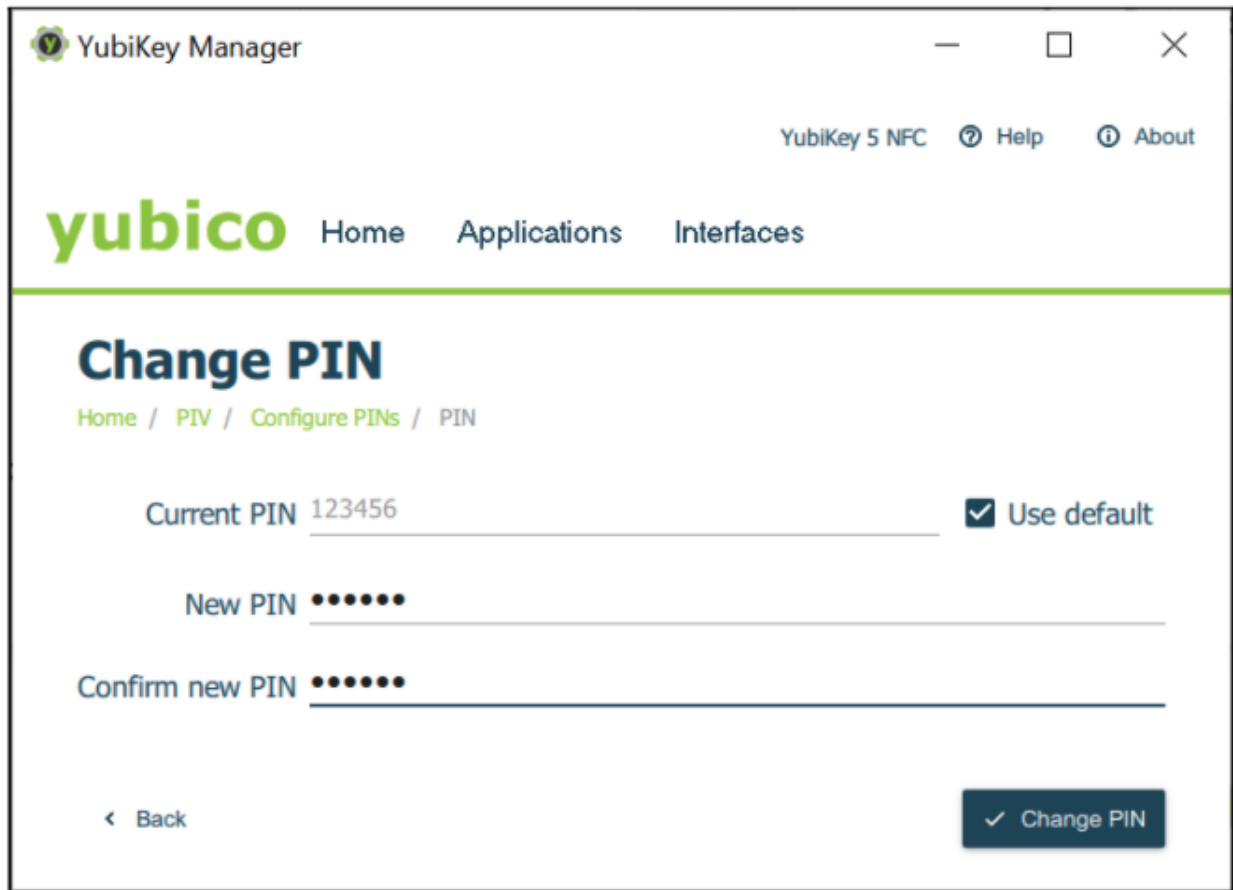 YubiKey Manager
YubiKey 5 NFC Help About
yubico Home Applications Interfaces
Change PIN
Home / PIV / Configure PINs / PIN
Current PIN 123456 Use default
New PIN ••••••
Confirm new PIN ••••••
Back Change PIN